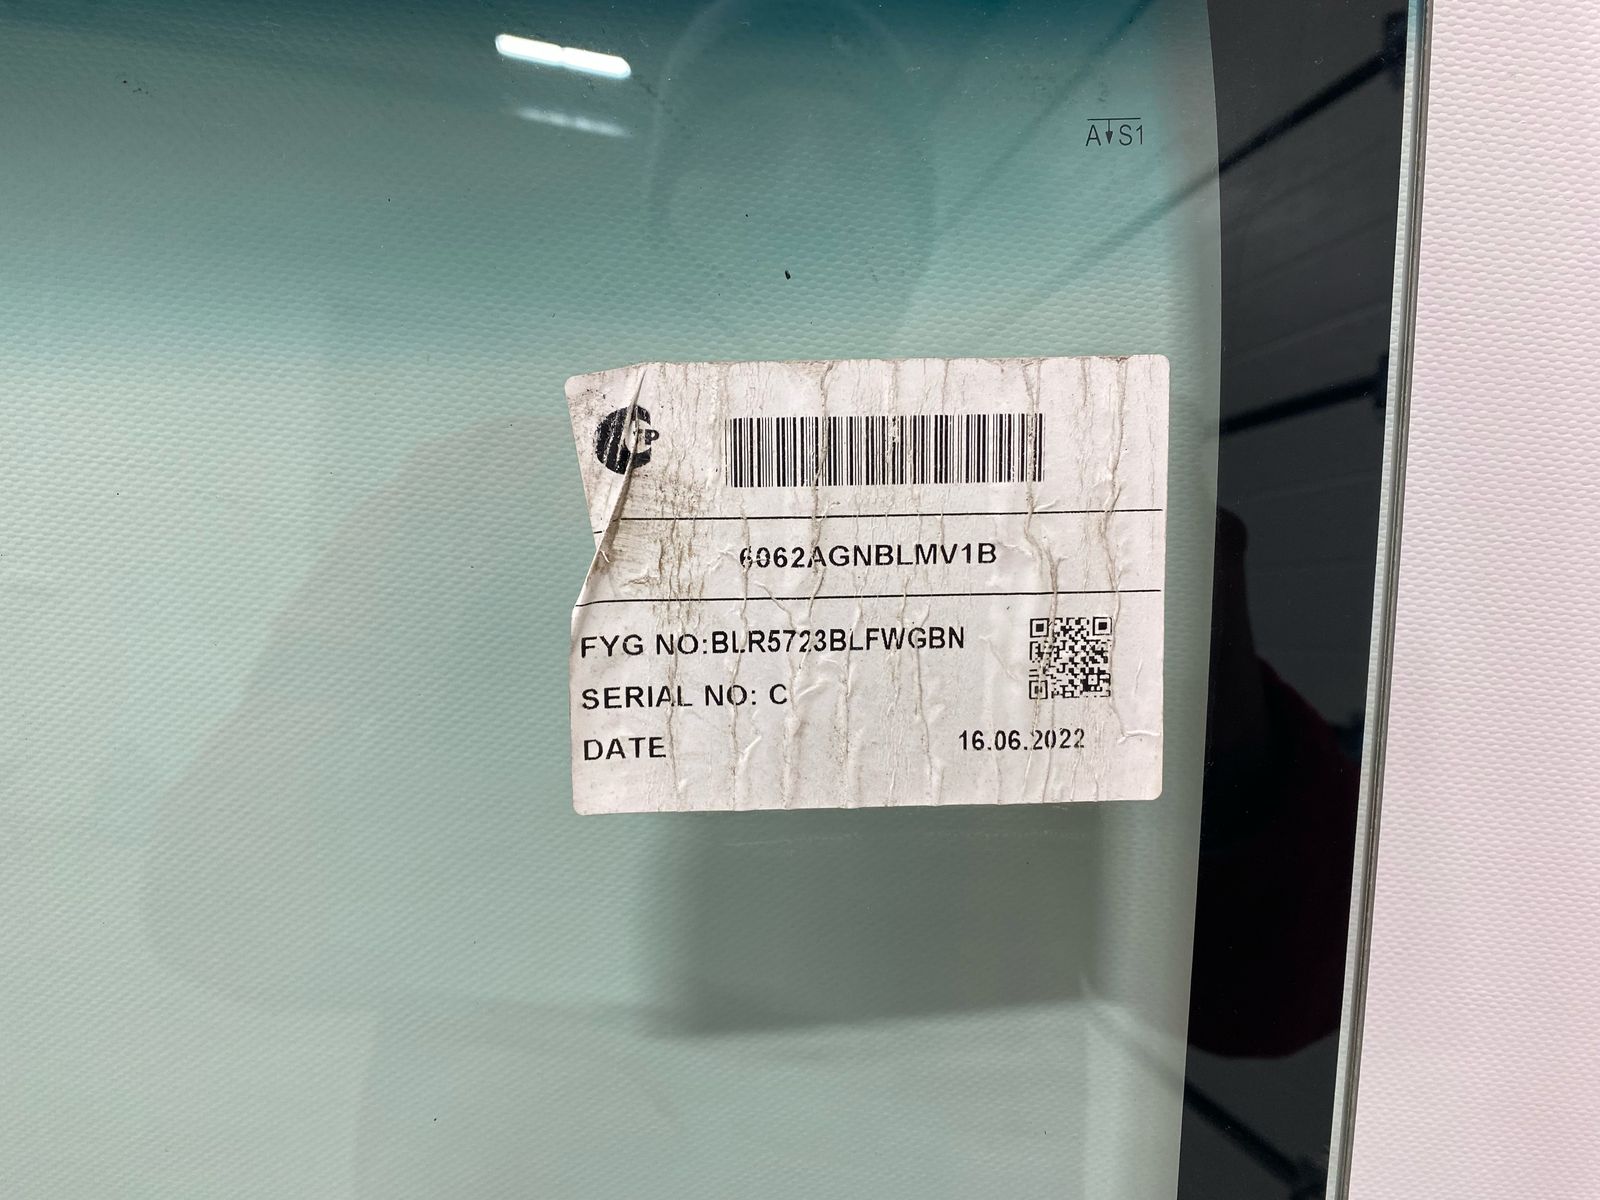 A S1
6062AGNBLMV1B
FYG NO:BLR5723BLFWGBN
SERIAL NO: C
DATE 16.06.2022